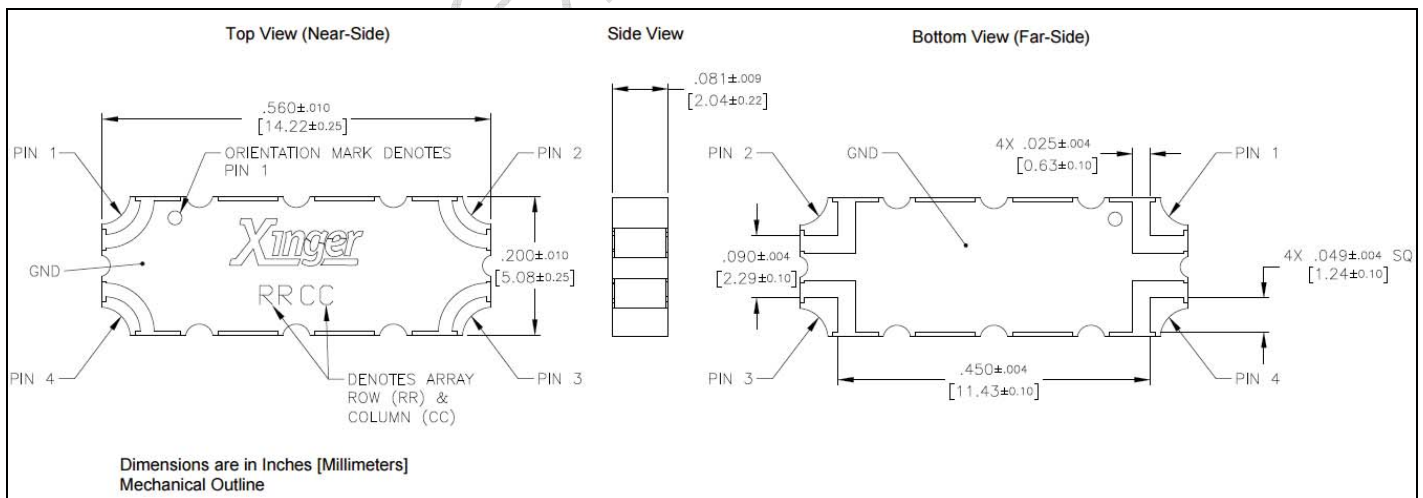 Top View (Near-Side)
Side View
Bottom View (Far-Side)
.560±.010
[14.22±0.25]
.081±.009
[2.04±0.22]
PIN 1
ORIENTATION MARK DENOTES
PIN 1
PIN 2
PIN 2
GND
4X .025±.004
[0.63±0.10]
PIN 1
Xinger
.200±.010
[5.08±0.25]
.090±.004
[2.29±0.10]
4X .049±.004 SQ
[1.24±0.10]
GND
RR CC
PIN 4
DENOTES ARRAY
ROW (RR) &
COLUMN (CC)
PIN 3
PIN 3
.450±.004
[11.43±0.10]
PIN 4
Dimensions are in Inches [Millimeters]
Mechanical Outline